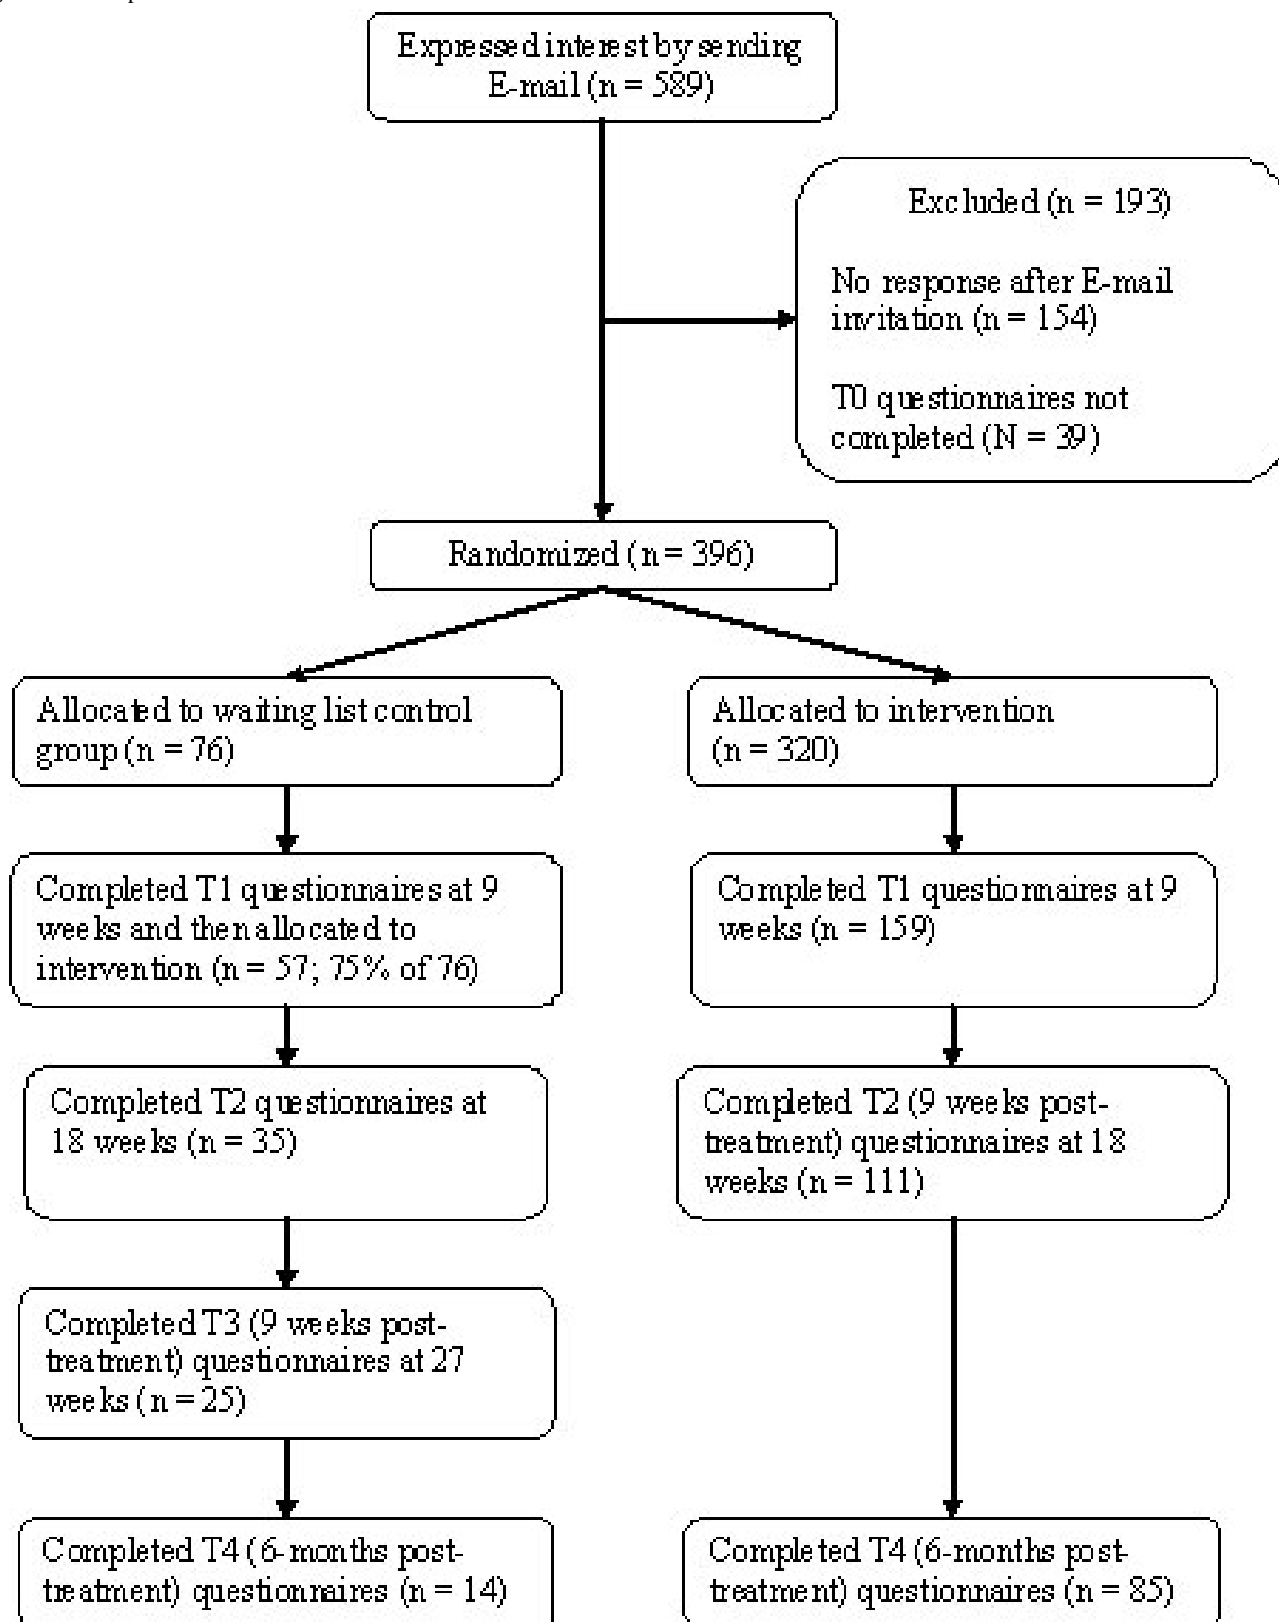 Expressed interest by sending
E-mail (n = 589)
Excluded (n = 193)
No response after E-mail
invitation (n = 154)
T0 questionnaires not
completed (N = 39)
Randomized (n = 396)
Allocated to waiting list control
group (n = 76)
Allocated to intervention
(n = 320)
Completed T1 questionnaires at 9
weeks and then allocated to
intervention (n = 57; 75% of 76)
Completed T1 questionnaires at 9
weeks (n = 159)
Completed T2 questionnaires at
18 weeks (n = 35)
Completed T2 (9 weeks post-
treatment) questionnaires at 18
weeks (n = 111)
Completed T3 (9 weeks post-
treatment) questionnaires at 27
weeks (n = 25)
Completed T4 (6-months post-
treatment) questionnaires (n = 14)
Completed T4 (6-months post-
treatment) questionnaires (n = 85)